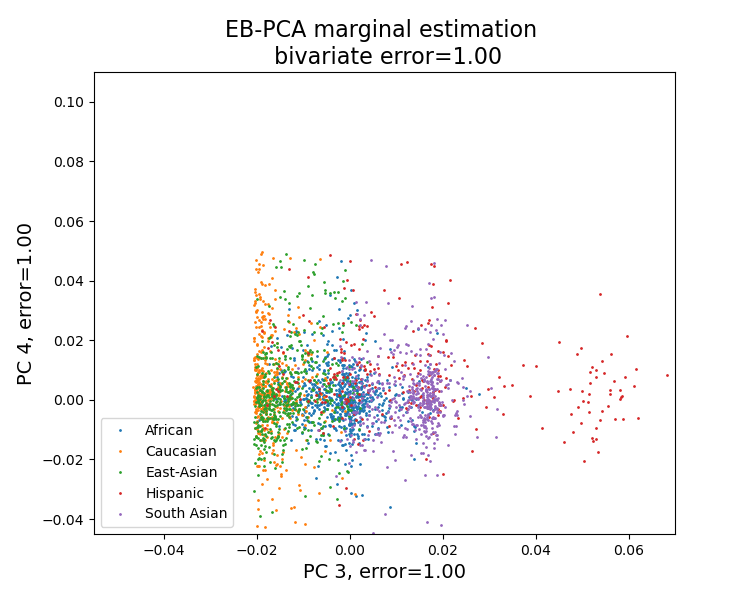 EB-PCA marginal estimation
bivariate error=1.00
0.10
0.08
0.06
0.04
0.02
0.00
−0.02
−0.04
PC 4, error=1.00
African
Caucasian
East-Asian
Hispanic
South Asian
−0.04
−0.02
0.00
0.02
0.04
0.06
PC 3, error=1.00